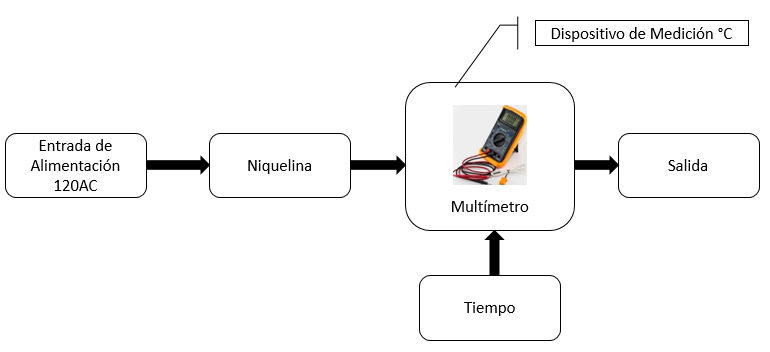 Dispositivo de Medición °C
Entrada de
Alimentación
120AC
Niquelina
Multímetro
Salida
Tiempo